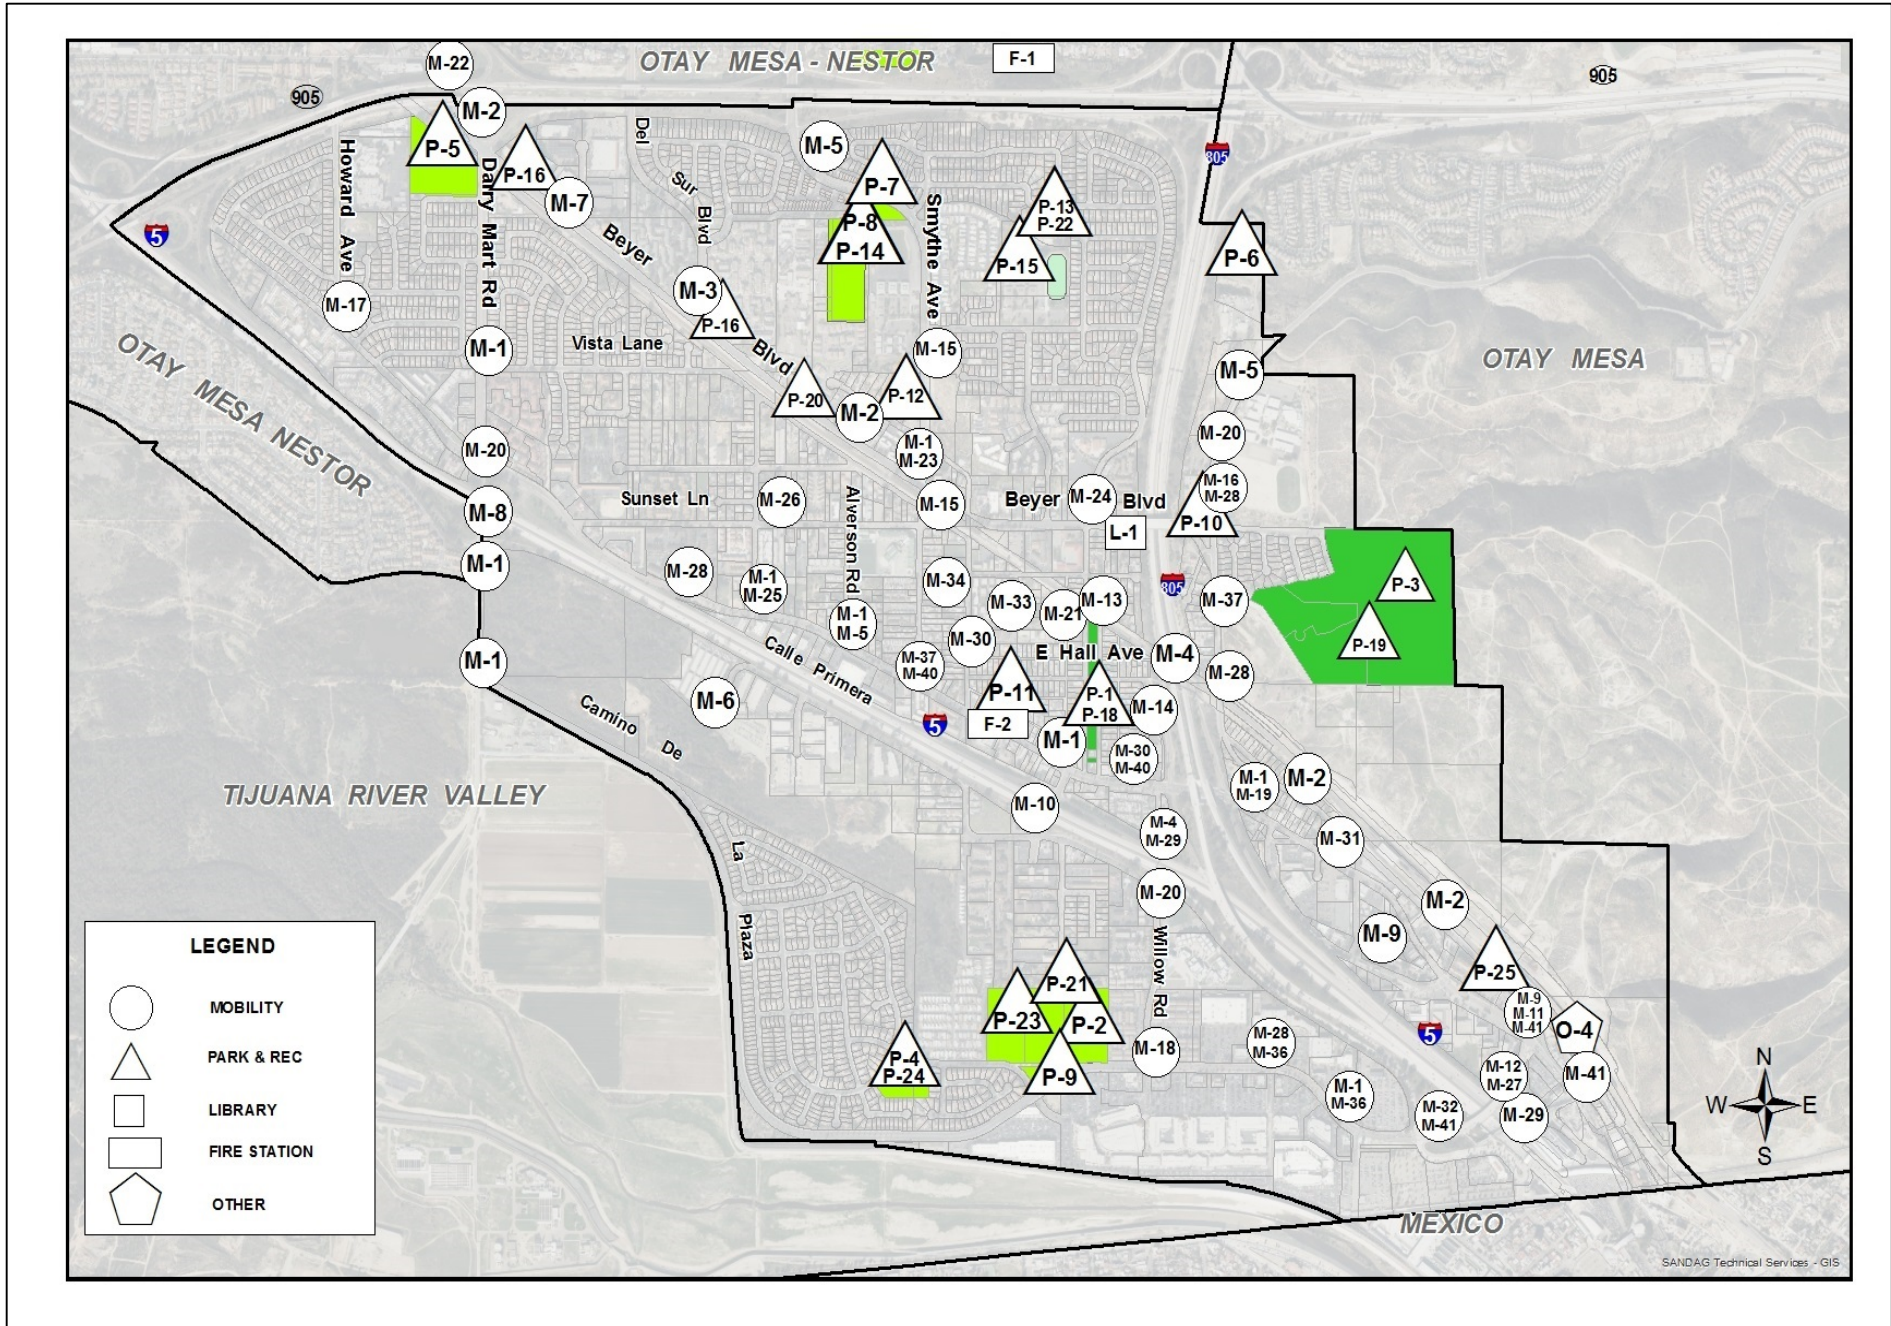 OTAY MESA - NESTOR
F-1
M-22
905
905
M-2
P-5
P-16
M-7
Howard Ave
Dairy Mart Rd
Del Sur Blvd
M-5
P-7
P-8
P-14
Smythe Ave
P-13
P-22
P-15
805
P-6
5
M-17
Beyer Blvd
M-3
P-16
Vista Lane
M-1
M-15
P-20
M-2
P-12
M-5
OTAY MESA
OTAY MESA NESTOR
M-20
M-1
M-23
M-20
M-16
M-28
P-10
Sunset Ln
M-26
Alverson Rd
M-15
Beyer
M-24
Blvd
L-1
M-8
M-1
M-28
M-1
M-25
M-34
M-33
M-21
M-13
805
M-37
P-3
P-19
M-1
M-5
M-30
E Hall Ave
M-4
M-28
M-37
M-40
M-1
Calle Primera
M-6
P-11
F-2
P-1
P-18
M-14
5
M-1
M-30
M-40
Camino De La Plaza
TIJUANA RIVER VALLEY
M-10
M-1
M-19
M-2
M-4
M-29
M-31
M-20
M-2
M-9
Willow Rd
P-25
P-21
P-23
P-2
P-9
P-4
P-24
M-18
M-28
M-36
5
M-9
M-11
M-41
O-4
M-12
M-27
M-41
M-1
M-36
M-32
M-41
M-29
LEGEND
MOBILITY
PARK & REC
LIBRARY
FIRE STATION
OTHER
N
W
E
S
MEXICO
SANDAG Technical Services - GIS